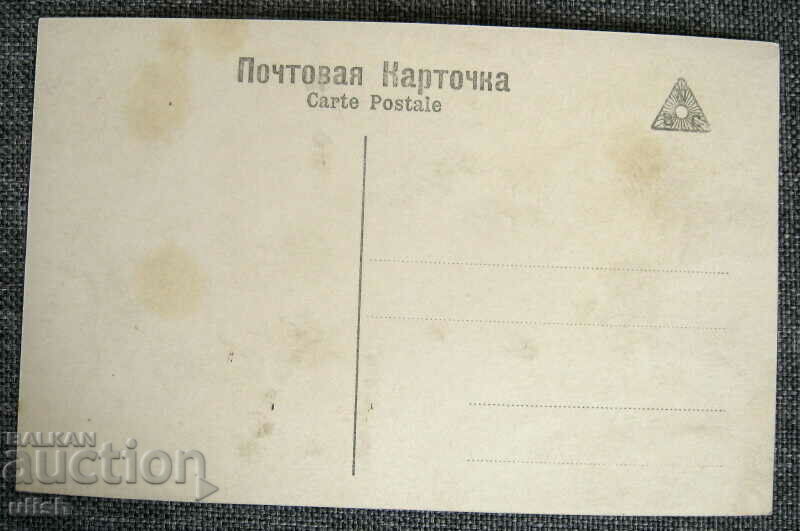 Почтовая Карточка
Carte Postale
BALKAN
auction